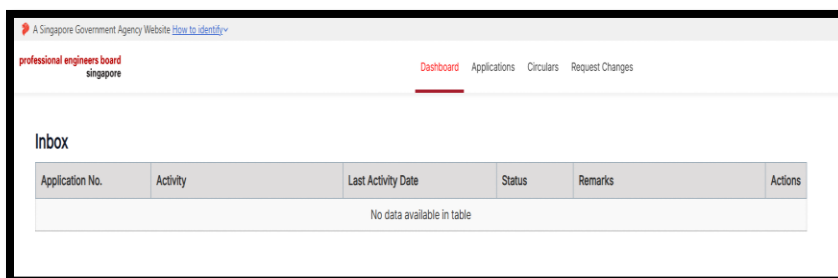 A Singapore Government Agency Website How to identify
professional engineers board
singapore
Dashboard Applications Circulars Request Changes
Inbox
Application No. Activity Last Activity Date Status Remarks Actions
No data available in table